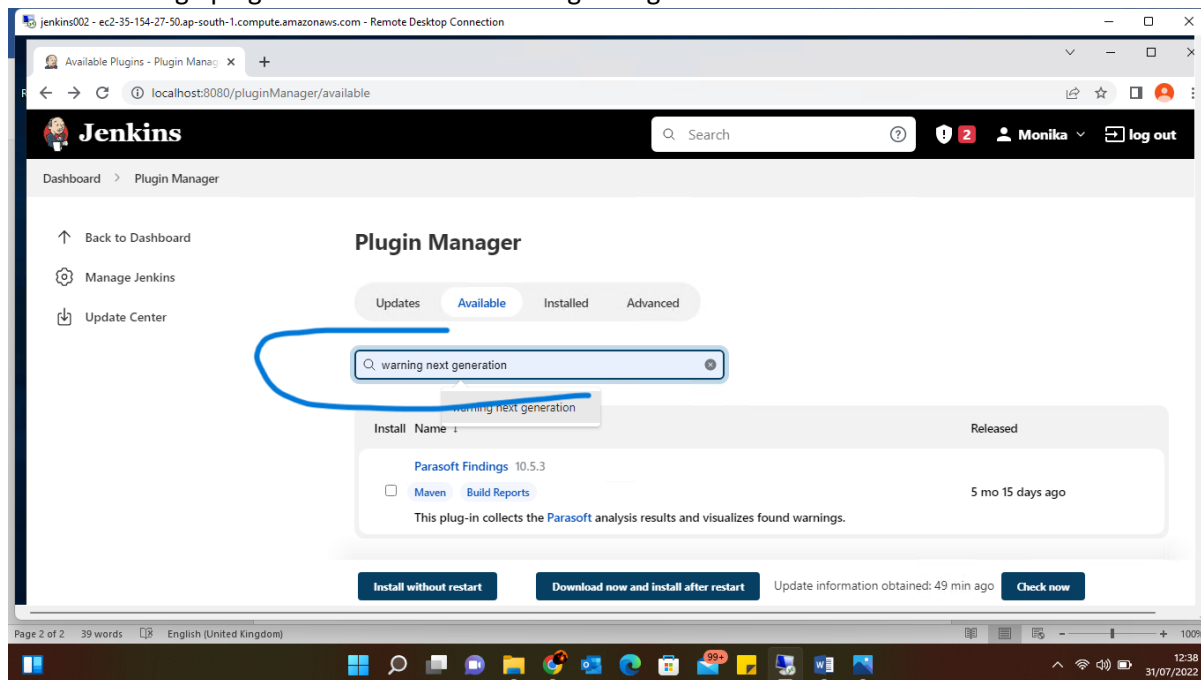 jenkins002 - ec2-35-154-27-50.ap-south-1.compute.amazonaws.com - Remote Desktop Connection
Available Plugins - Plugin Manag
localhost:8080/pluginManager/available
Jenkins
Search
2
Monika
log out
Dashboard > Plugin Manager
Back to Dashboard
Manage Jenkins
Update Center
Plugin Manager
Updates Available Installed Advanced
warning next generation
warning next generation
Install Name ↓ Released
Parasoft Findings 10.5.3
Maven Build Reports
5 mo 15 days ago
This plug-in collects the Parasoft analysis results and visualizes found warnings.
Install without restart Download now and install after restart Update information obtained: 49 min ago Check now
Page 2 of 2 39 words English (United Kingdom) 100%
99+
12:38
31/07/2022